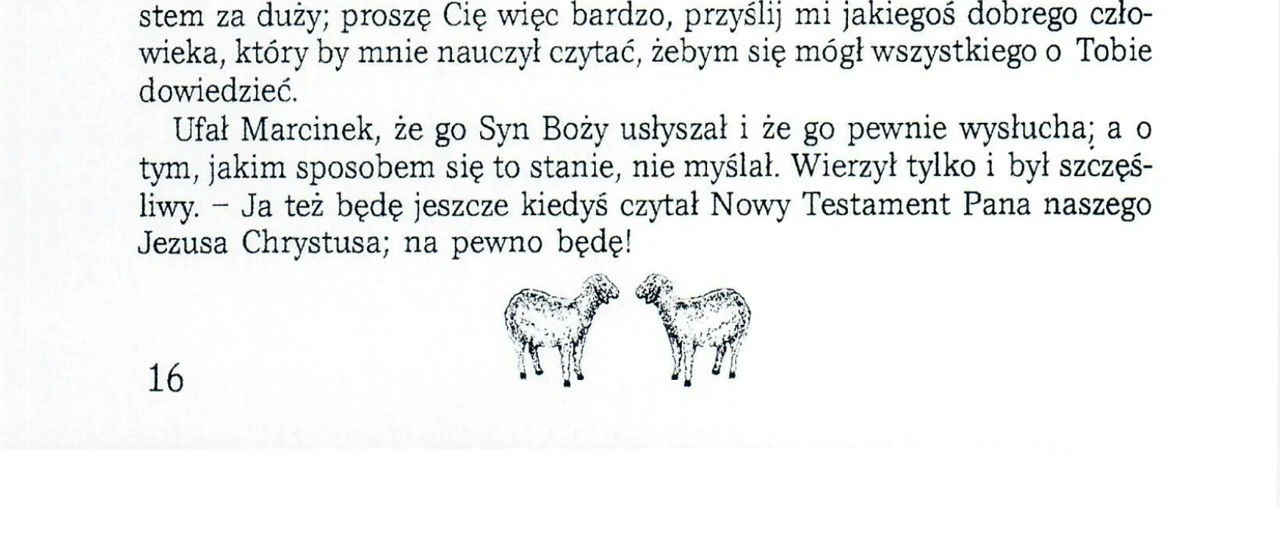 stem za duży; proszę Cię więc bardzo, przyślij mi jakiegoś dobrego czło-
wieka, który by mnie nauczył czytać, żebym się mógł wszystkiego o Tobie
dowiedzieć.
Ufał Marcinek, że go Syn Boży usłyszał i że go pewnie wysłucha; a o
tym, jakim sposobem się to stanie, nie myślał. Wierzył tylko i był szczęś-
liwy. – Ja też będę jeszcze kiedyś czytał Nowy Testament Pana naszego
Jezusa Chrystusa; na pewno będę!
16